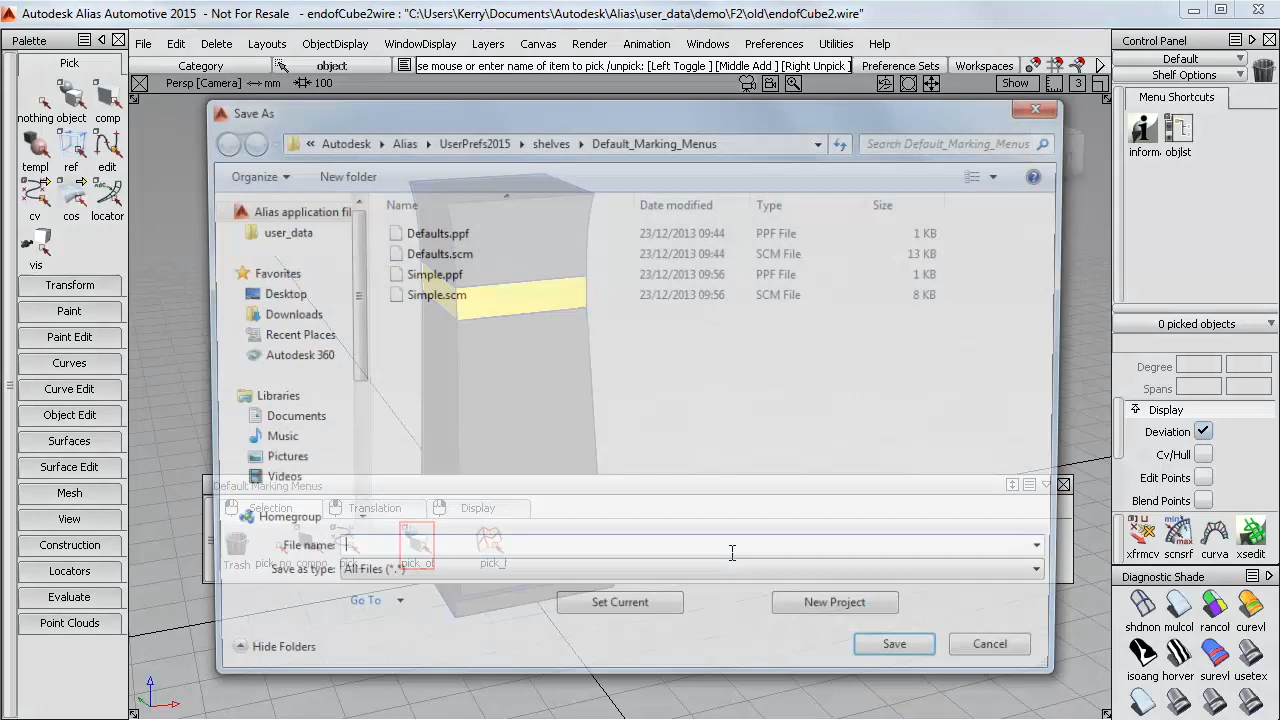 Autodesk Alias Automotive 2015 - Not For Resale - endofCube2wire : "C:\Users\Kerry\Documents\Autodesk\Alias\user_data\demo\F2\old\endofCube2.wire"
Palette
File Edit Delete Layouts ObjectDisplay WindowDisplay Layers Canvas Render Animation Windows Preferences Utilities Help
Control Panel
Default
Shelf Options
Category object se mouse or enter name of item to pick /unpick: [Left Toggle ] [Middle Add ] [Right Unpick ] Preference Sets Workspaces
Persp [Camera] mm 100 Show 3
Menu Shortcuts
inform. objlst
Pick
nothing object comp
templ ref edit
cv cos locator
vis
Transform
Paint
Paint Edit
Curves
Curve Edit
Object Edit
Surfaces
Surface Edit
Mesh
View
Construction
Locators
Evaluate
Point Clouds
Save As
« Autodesk Alias UserPrefs2015 shelves Default_Marking_Menus Search Default_Marking_Menus
Organize New folder
Alias application fil
user_data
Favorites
Desktop
Downloads
Recent Places
Autodesk 360
Libraries
Documents
Music
Pictures
Videos
Homegroup
Name Date modified Type Size
Defaults.ppf 23/12/2013 09:44 PPF File 1 KB
Defaults.scm 23/12/2013 09:44 SCM File 13 KB
Simple.ppf 23/12/2013 09:56 PPF File 1 KB
Simple.scm 23/12/2013 09:56 SCM File 8 KB
Default Marking Menus
Selection Translation Display
File name:
Trash pick_no pick_ot pick_t
Save as type: All Files (*.*)
Go To Set Current New Project
Hide Folders Save Cancel
0 picked objects
Degree
Spans
Display
Deviation
Cv/Hull
Edit Points
Blend Points
xfrmcv scnsrf curva xsedit
Diagnostic Shade
shdnon mulcol rancol curevl
isoang horver surevl usetex